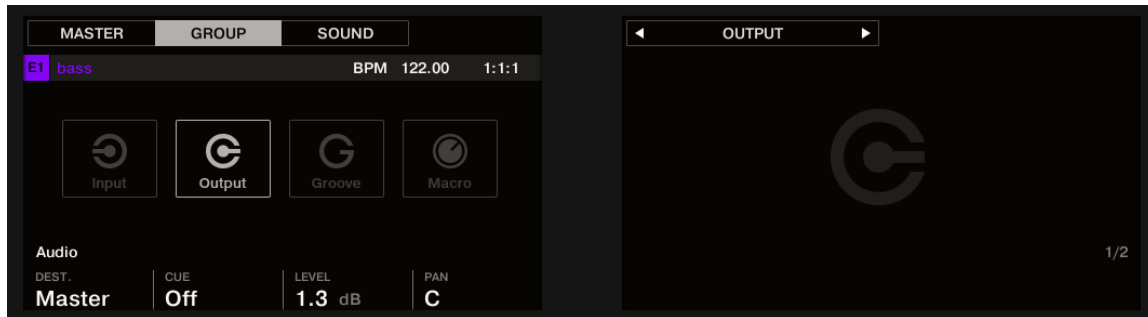 MASTER GROUP SOUND
E1 bass BPM 122.00 1:1:1
Input Output Groove Macro
Audio
DEST. CUE LEVEL PAN
Master Off 1.3 dB C
OUTPUT
1/2